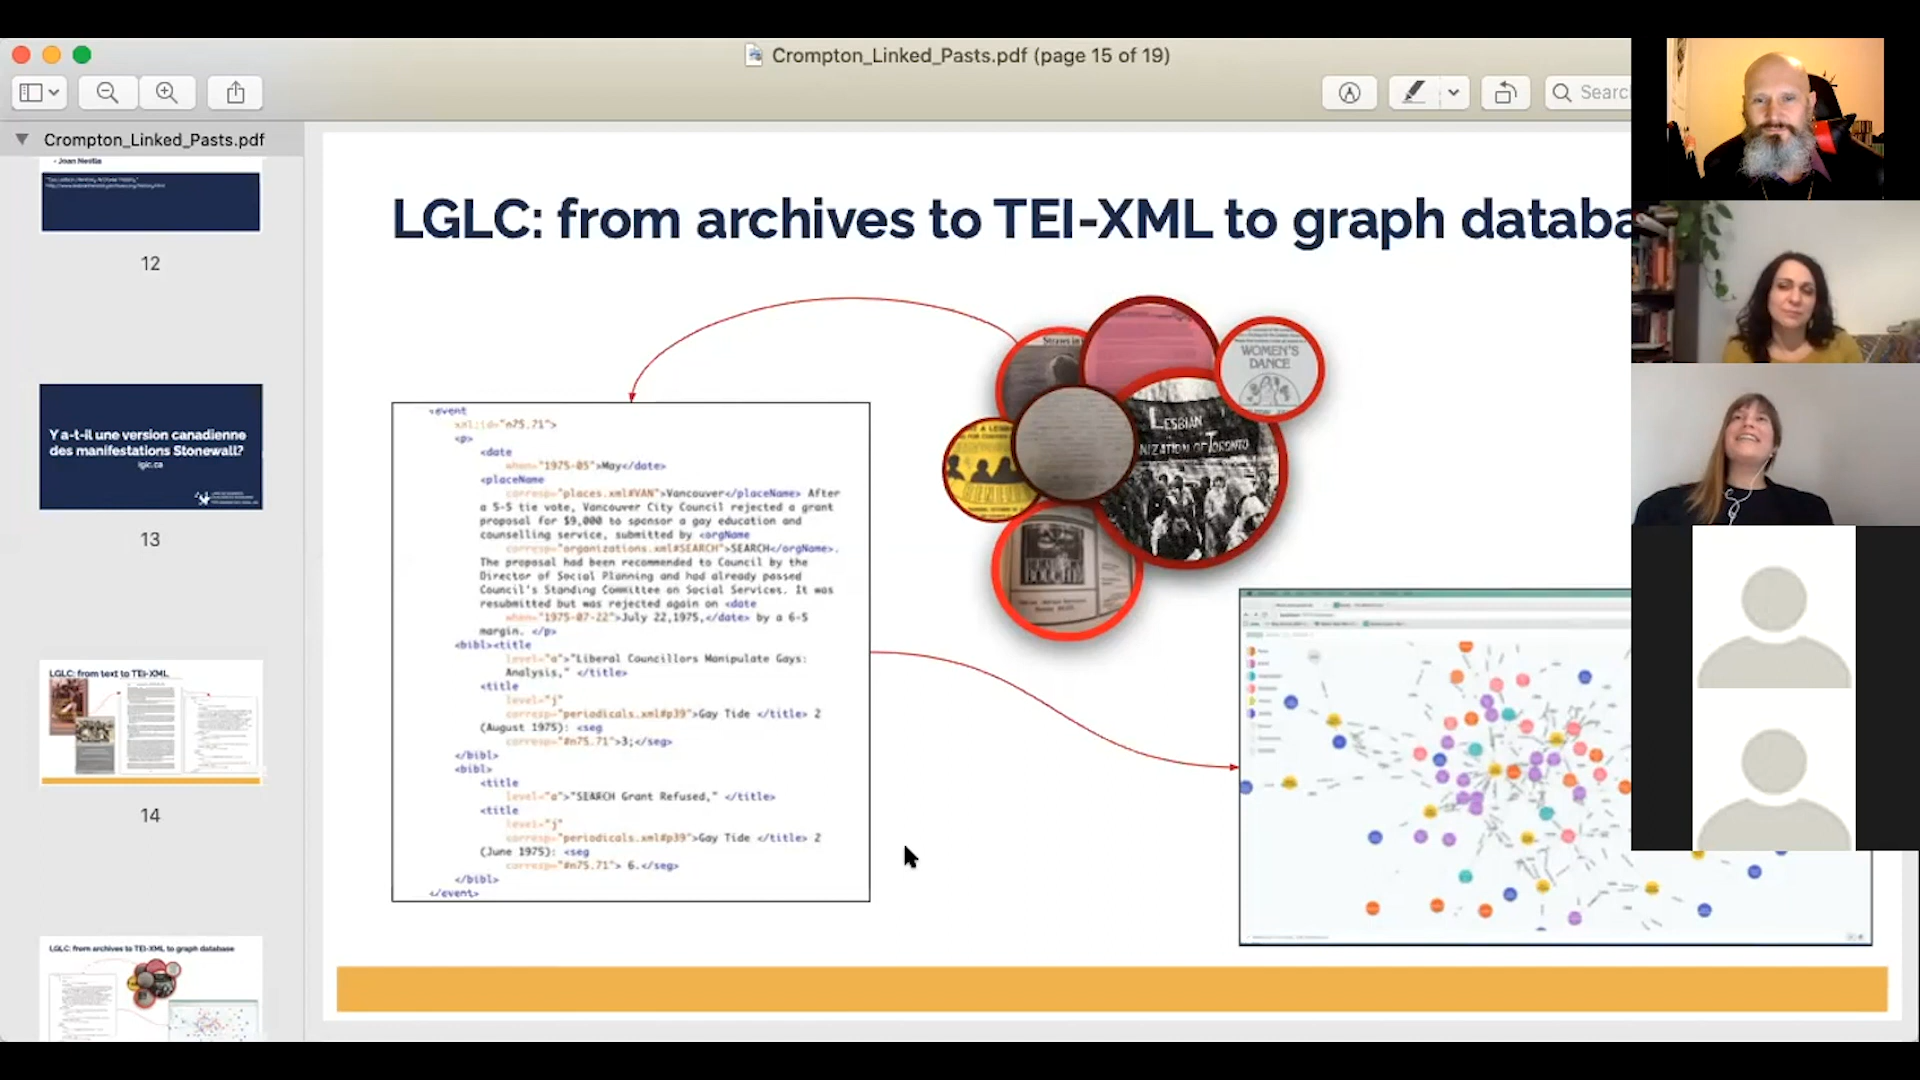 Crompton_Linked_Pasts.pdf (page 15 of 19)
Searc
Crompton_Linked_Pasts.pdf
- Joan Nestle
12
Y a-t-il une version canadienne
des manifestations Stonewall?
lglc.ca
13
LGLC: from text to TEI-XML
14
LGLC: from archives to TEI-XML to graph database
LGLC: from archives to TEI-XML to graph databa
<event
xml:id="n75.71">
<p>
<date
when="1975-05">May</date>
<placeName
corresp="places.xml#VAN">Vancouver</placeName> After
a 5-5 tie vote, Vancouver City Council rejected a grant
proposal for $9,000 to sponsor a gay education and
counselling service, submitted by <orgName
corresp="organizations.xml#SEARCH">SEARCH</orgName>.
The proposal had been recommended to Council by the
Director of Social Planning and had already passed
Council's Standing Committee on Social Services. It was
resubmitted but was rejected again on <date
when="1975-07-22">July 22,1975,</date> by a 6-5
margin. </p>
<bibl><title
level="a">"Liberal Councillors Manipulate Gays:
Analysis," </title>
<title
level="j"
corresp="periodicals.xml#p39">Gay Tide </title> 2
(August 1975): <seg
corresp="#n75.71">3;</seg>
</bibl>
<bibl>
<title
level="a">"SEARCH Grant Refused," </title>
<title
level="j"
corresp="periodicals.xml#p39">Gay Tide </title> 2
(June 1975): <seg
corresp="#n75.71"> 6.</seg>
</bibl>
</event>
Straws in
WOMEN'S
DANCE
LESBIAN
NIZATION OF TORONTO